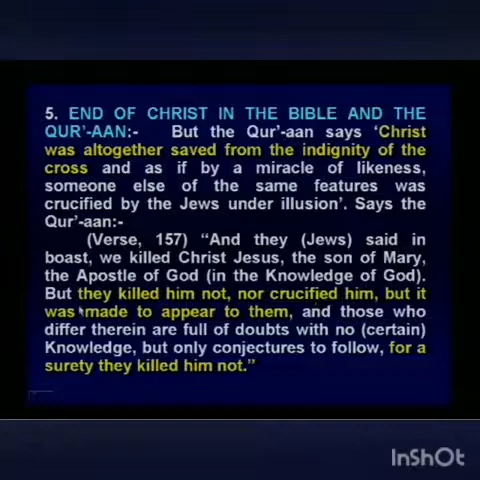 5. END OF CHRIST IN THE BIBLE AND THE
QUR'-AAN:- But the Qur'-aan says ‘Christ
was altogether saved from the indignity of the
cross and as if by a miracle of likeness,
someone else of the same features was
crucified by the Jews under illusion’. Says the
Qur'-aan:-
(Verse, 157) “And they (Jews) said in
boast, we killed Christ Jesus, the son of Mary,
the Apostle of God (in the Knowledge of God).
But they killed him not, nor crucified him, but it
was made to appear to them, and those who
differ therein are full of doubts with no (certain)
Knowledge, but only conjectures to follow, for a
surety they killed him not.”
InShOt